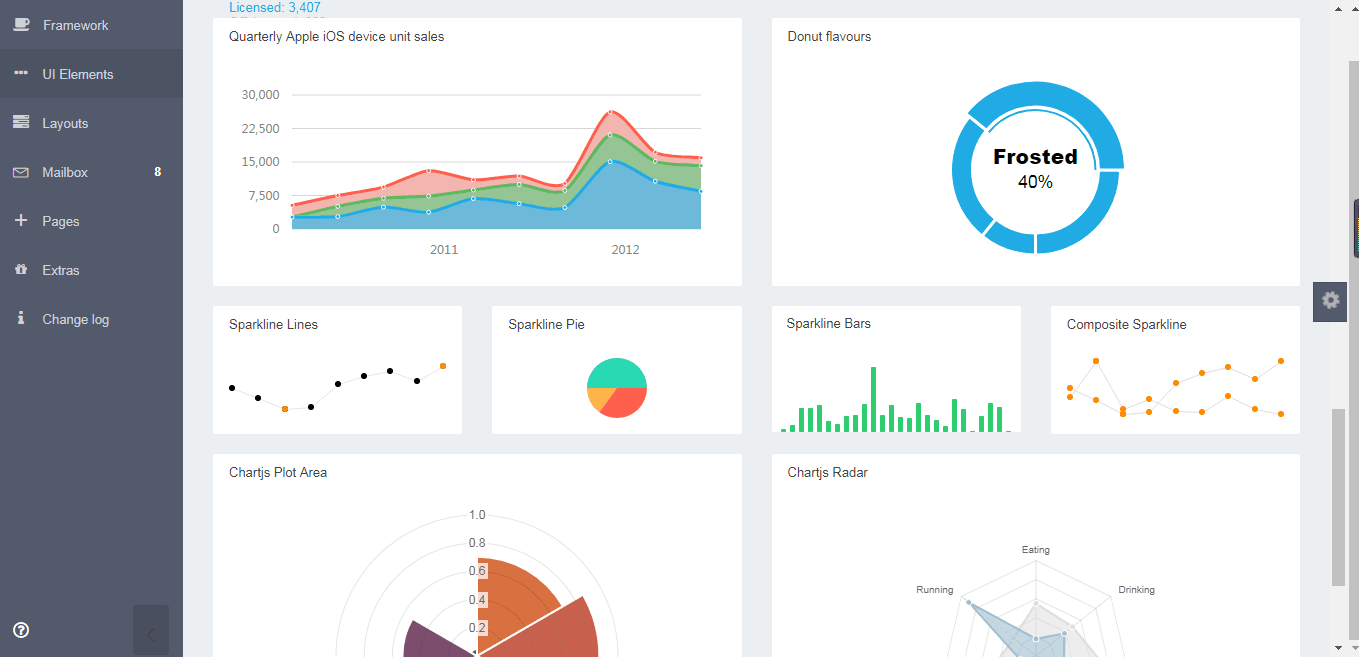 Framework
UI Elements
Layouts
Mailbox 8
Pages
Extras
Change log
Licensed: 3,407
Quarterly Apple iOS device unit sales
30,000
22,500
15,000
7,500
0
2011 2012
Donut flavours
Frosted
40%
Sparkline Lines
Sparkline Pie
Sparkline Bars
Composite Sparkline
Chartjs Plot Area
1.0
0.8
0.6
0.4
0.2
Chartjs Radar
Eating
Running Drinking